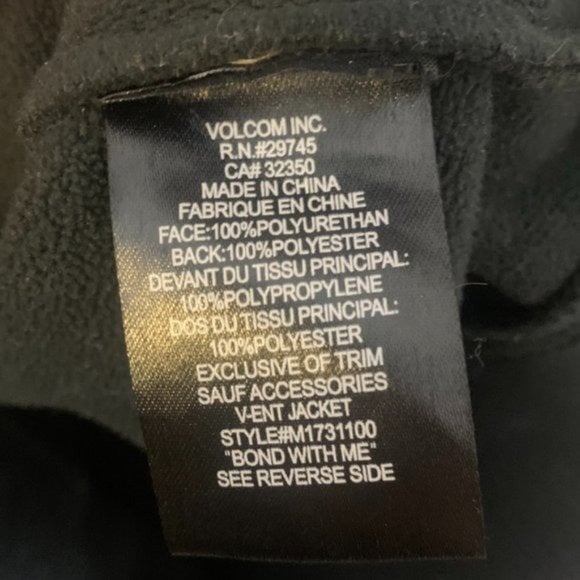 VOLCOM INC.
R.N.#29745
CA# 32350
MADE IN CHINA
FABRIQUE EN CHINE
FACE:100%POLYURETHAN
BACK:100%POLYESTER
DEVANT DU TISSU PRINCIPAL:
100%POLYPROPYLENE
DOS DU TISSU PRINCIPAL:
100%POLYESTER
EXCLUSIVE OF TRIM
SAUF ACCESSORIES
V-ENT JACKET
STYLE#M1731100
"BOND WITH ME"
SEE REVERSE SIDE